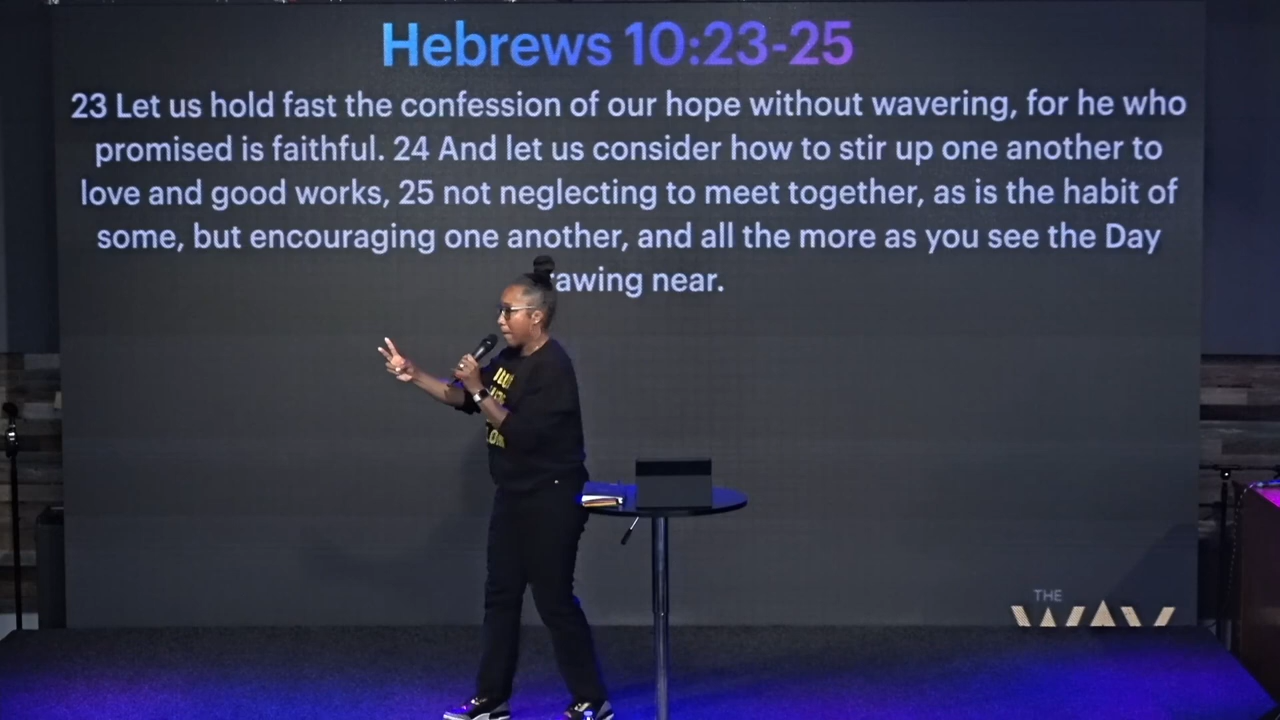 Hebrews 10:23-25
23 Let us hold fast the confession of our hope without wavering, for he who
promised is faithful. 24 And let us consider how to stir up one another to
love and good works, 25 not neglecting to meet together, as is the habit of
some, but encouraging one another, and all the more as you see the Day
rawing near.
THE
WAY